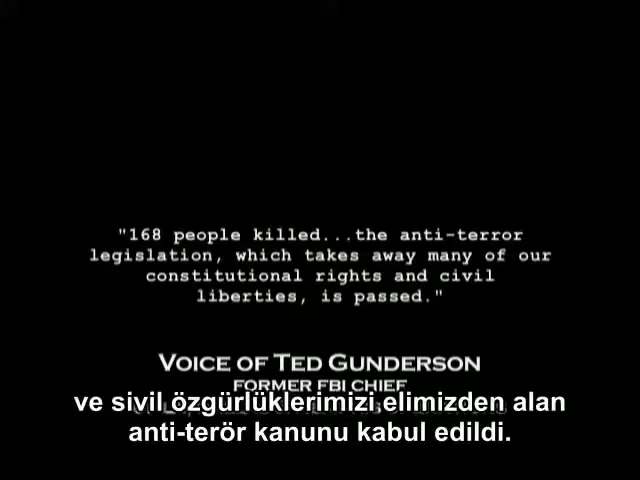 "168 people killed...the anti-terror
legislation, which takes away many of our
constitutional rights and civil
liberties, is passed."
VOICE OF TED GUNDERSON
FORMER FBI CHIEF
ve sivil özgürlüklerimizi elimizden alan
anti-terör kanunu kabul edildi.